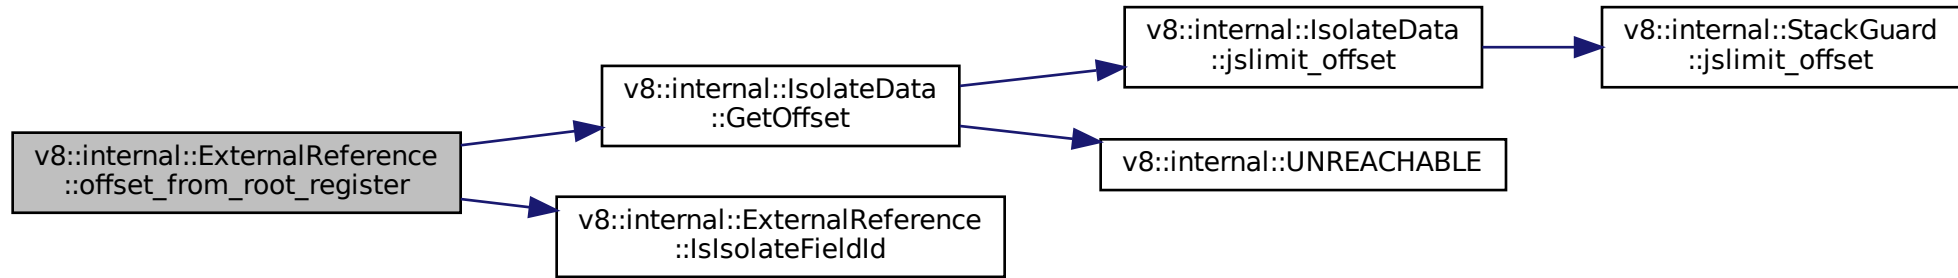 v8::internal::ExternalReference
::offset_from_root_register
v8::internal::IsolateData
::GetOffset
v8::internal::IsolateData
::jslimit_offset
v8::internal::StackGuard
::jslimit_offset
v8::internal::UNREACHABLE
v8::internal::ExternalReference
::IsIsolateFieldId